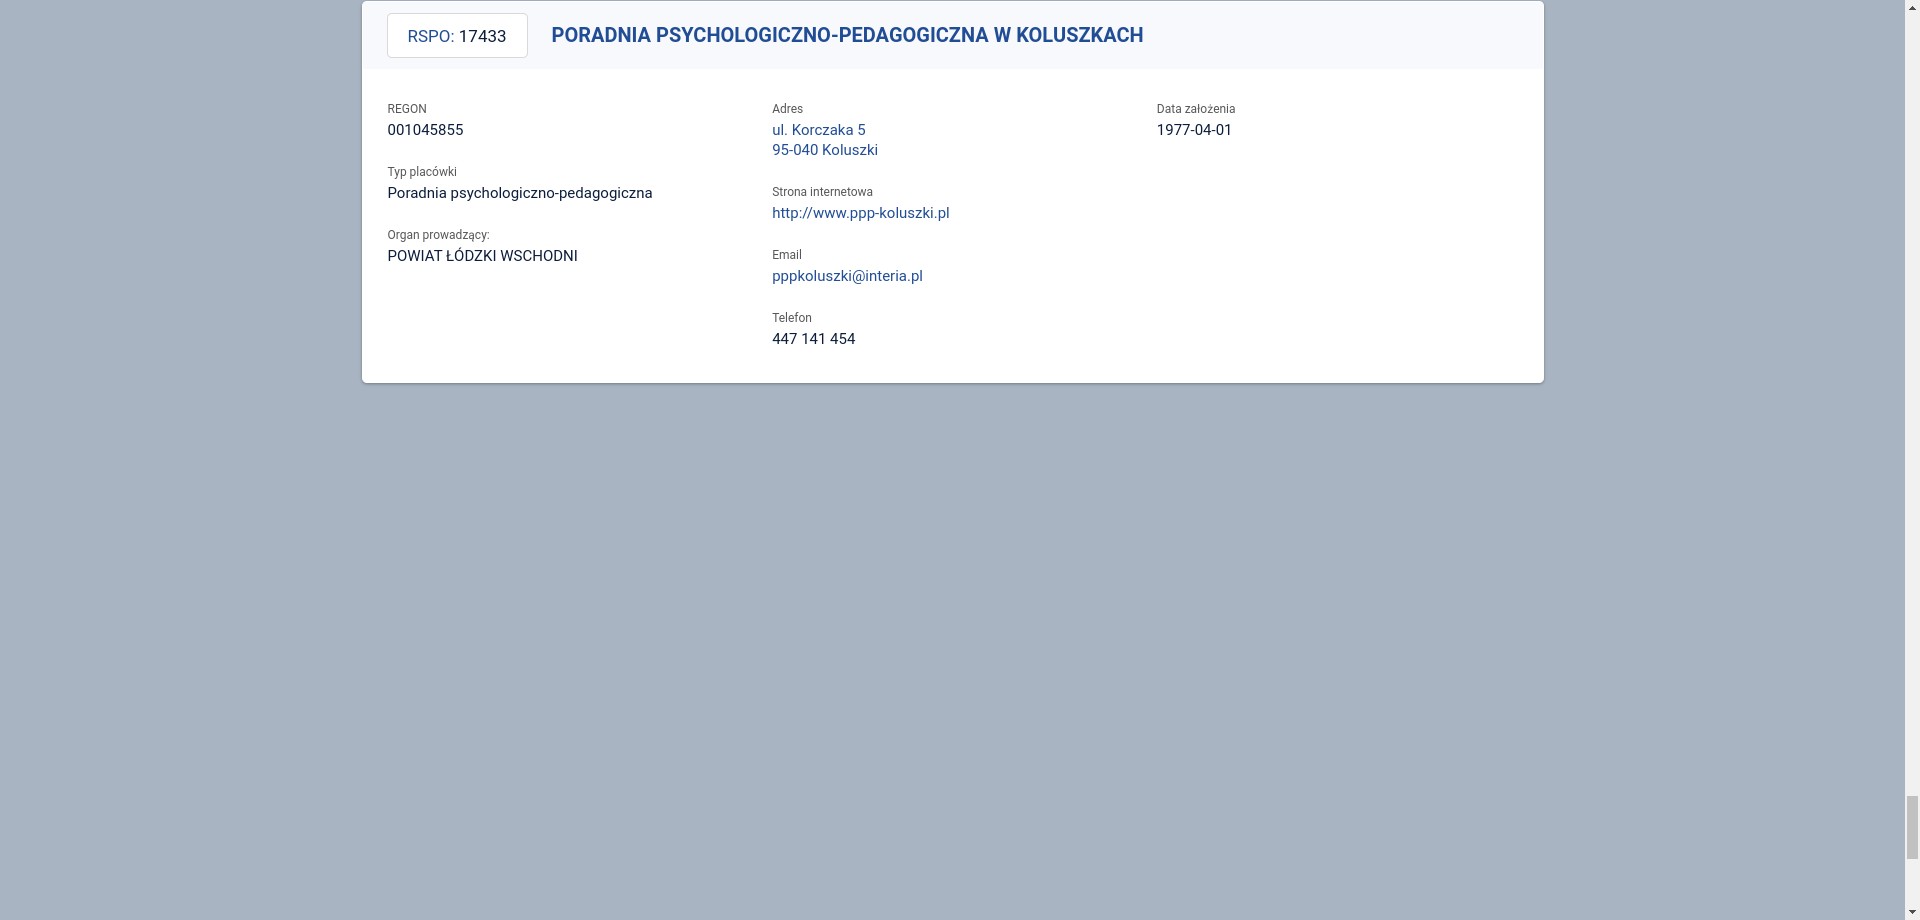 RSPO: 17433
PORADNIA PSYCHOLOGICZNO-PEDAGOGICZNA W KOLUSZKACH
REGON
001045855
Typ placówki
Poradnia psychologiczno-pedagogiczna
Organ prowadzący:
POWIAT ŁÓDZKI WSCHODNI
Adres
ul. Korczaka 5
95-040 Koluszki
Strona internetowa
http://www.ppp-koluszki.pl
Email
pppkoluszki@interia.pl
Telefon
447 141 454
Data założenia
1977-04-01